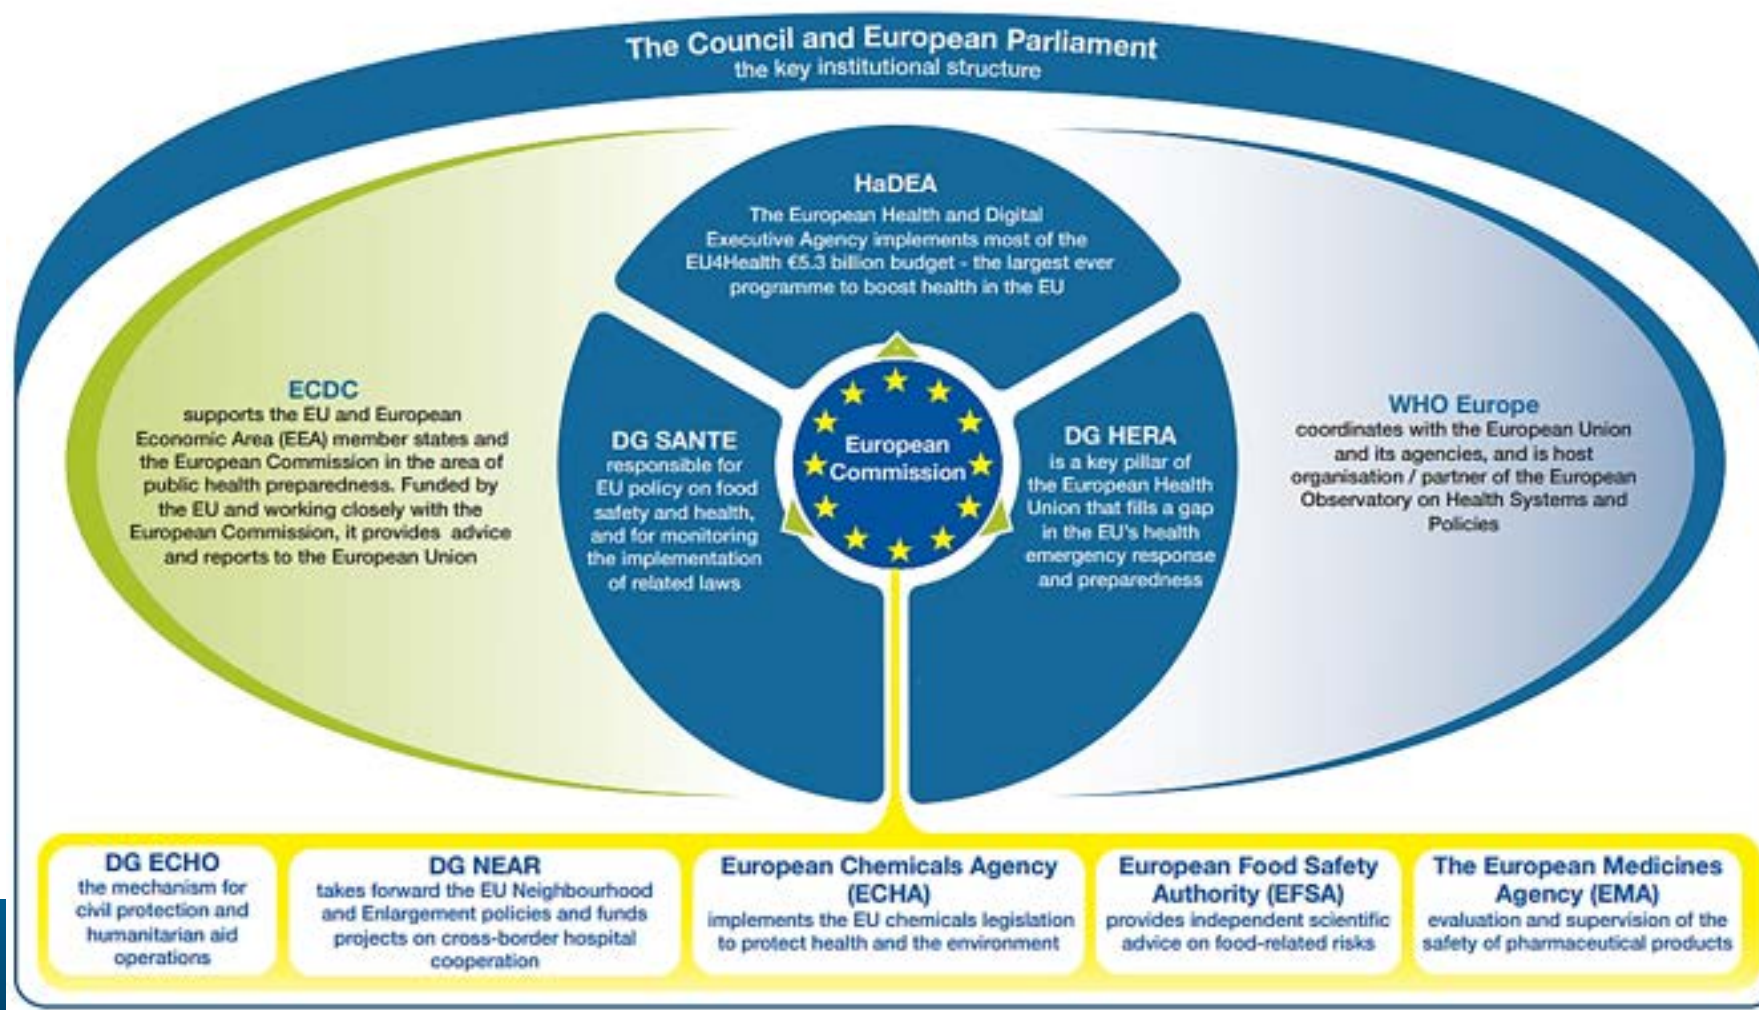 The Council and European Parliament
the key institutional structure
HaDEA
The European Health and Digital
Executive Agency implements most of the
EU4Health €5.3 billion budget - the largest ever
programme to boost health in the EU
ECDC
supports the EU and European
Economic Area (EEA) member states and
the European Commission in the area of
public health preparedness. Funded by
the EU and working closely with the
European Commission, it provides advice
and reports to the European Union
DG SANTE
responsible for
EU policy on food
safety and health,
and for monitoring
the implementation
of related laws
European
Commission
DG HERA
is a key pillar of
the European Health
Union that fills a gap
in the EU's health
emergency response
and preparedness
WHO Europe
coordinates with the European Union
and its agencies, and is host
organisation / partner of the European
Observatory on Health Systems and
Policies
DG ECHO
the mechanism for
civil protection and
humanitarian aid
operations
DG NEAR
takes forward the EU Neighbourhood
and Enlargement policies and funds
projects on cross-border hospital
cooperation
European Chemicals Agency
(ECHA)
implements the EU chemicals legislation
to protect health and the environment
European Food Safety
Authority (EFSA)
provides independent scientific
advice on food-related risks
The European Medicines
Agency (EMA)
evaluation and supervision of the
safety of pharmaceutical products